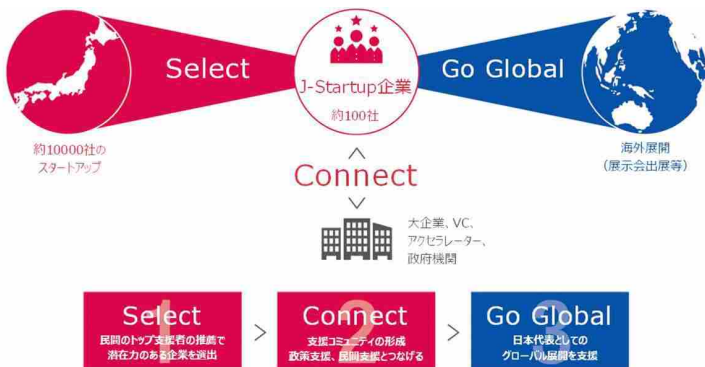 Select
J-Startup企業
約100社
Go Global
約10000社の
スタートアップ
海外展開
(展示会出展等)
Connect
大企業、VC、
アクセラレーター、
政府機関
1
Select
民間のトップ支援者の推薦で
潜在力のある企業を選出
>
2
Connect
支援コミュニティの形成
政策支援、民間支援とつなげる
>
3
Go Global
日本代表としての
グローバル展開を支援